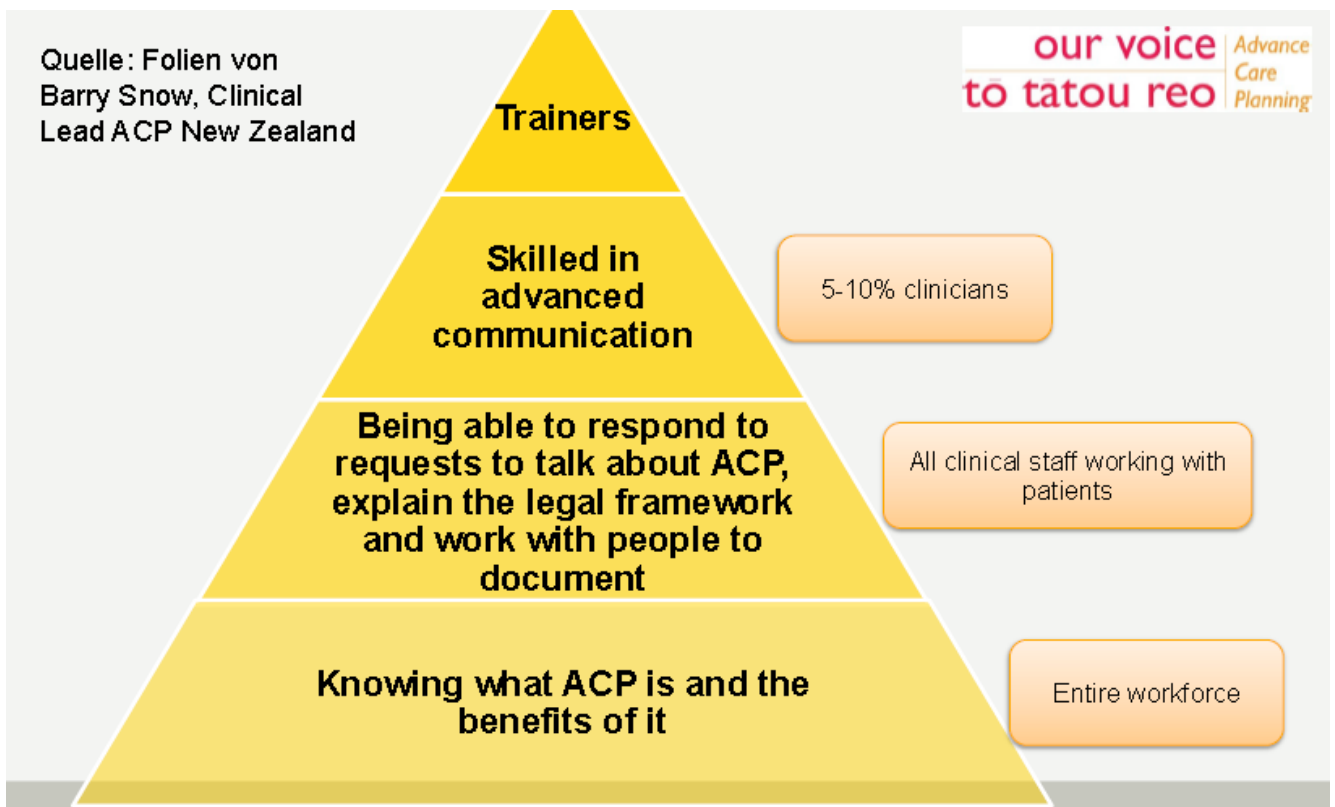 Quelle: Folien von
Barry Snow, Clinical
Lead ACP New Zealand
our voice
tō tātou reo
Advance
Care
Planning
Trainers
Skilled in
advanced
communication
5-10% clinicians
Being able to respond to
requests to talk about ACP,
explain the legal framework
and work with people to
document
All clinical staff working with
patients
Knowing what ACP is and the
benefits of it
Entire workforce